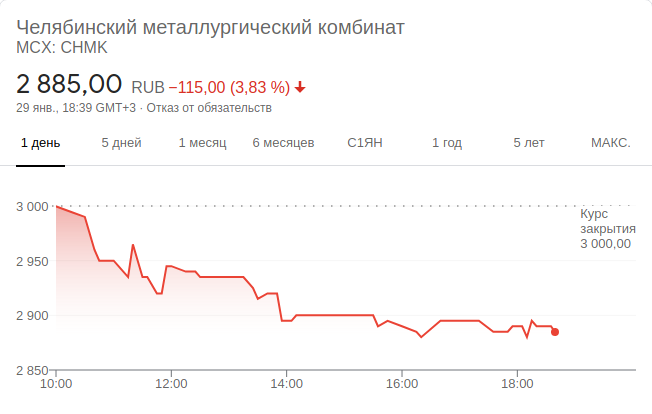 Челябинский металлургический комбинат
MCX: CHMK
2 885,00 RUB −115,00 (3,83 %) ↓
29 янв., 18:39 GMT+3 · Отказ от обязательств
1 день 5 дней 1 месяц 6 месяцев С1ЯН 1 год 5 лет МАКС.
3 000
Курс
закрытия
3 000,00
2 950
2 900
2 850
10:00 12:00 14:00 16:00 18:00